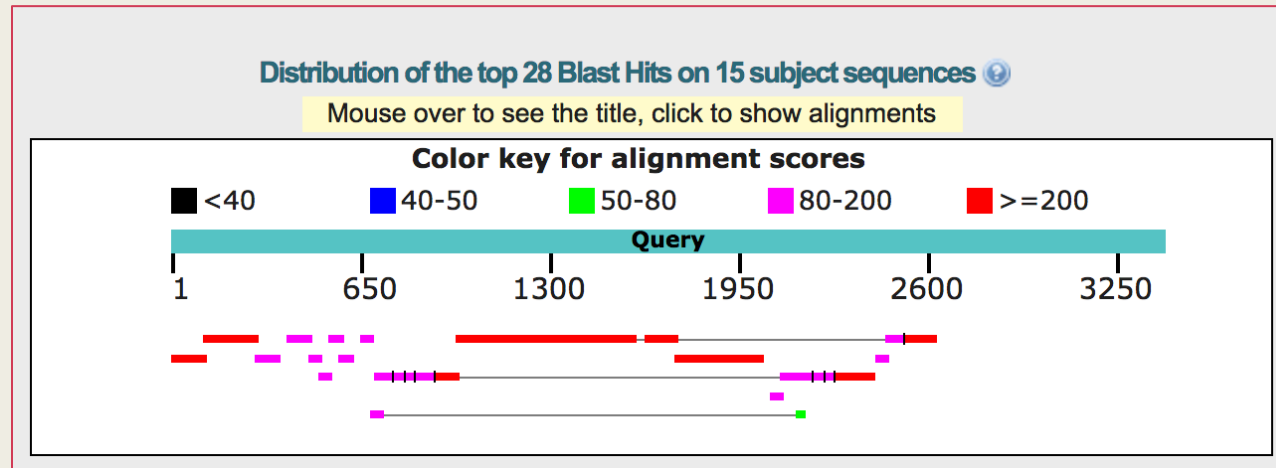 Distribution of the top 28 Blast Hits on 15 subject sequences ?
Mouse over to see the title, click to show alignments
Color key for alignment scores
<40 40-50 50-80 80-200 >=200
Query
1 650 1300 1950 2600 3250